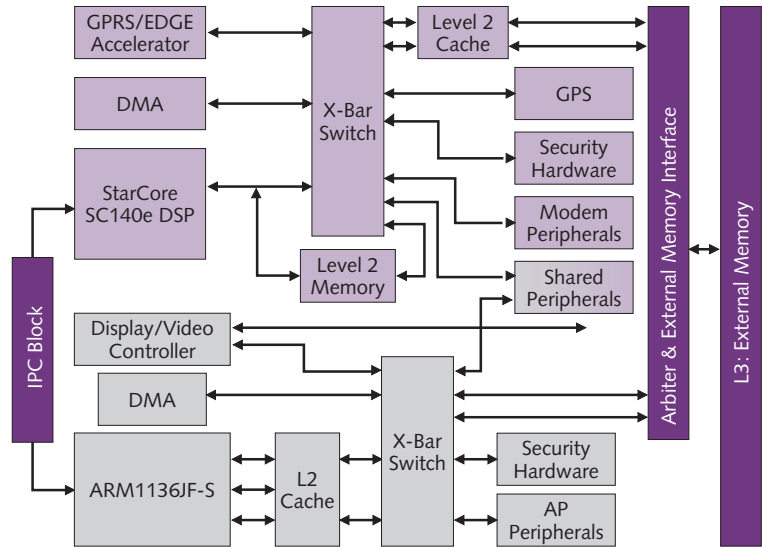 GPRS/EDGE
Accelerator
DMA
StarCore
SC140e DSP
X-Bar
Switch
Level 2
Cache
GPS
Security
Hardware
Modem
Peripherals
Shared
Peripherals
Level 2
Memory
IPC Block
Display/Video
Controller
DMA
ARM1136JF-S
L2
Cache
X-Bar
Switch
Security
Hardware
AP
Peripherals
Arbiter & External Memory Interface
L3: External Memory